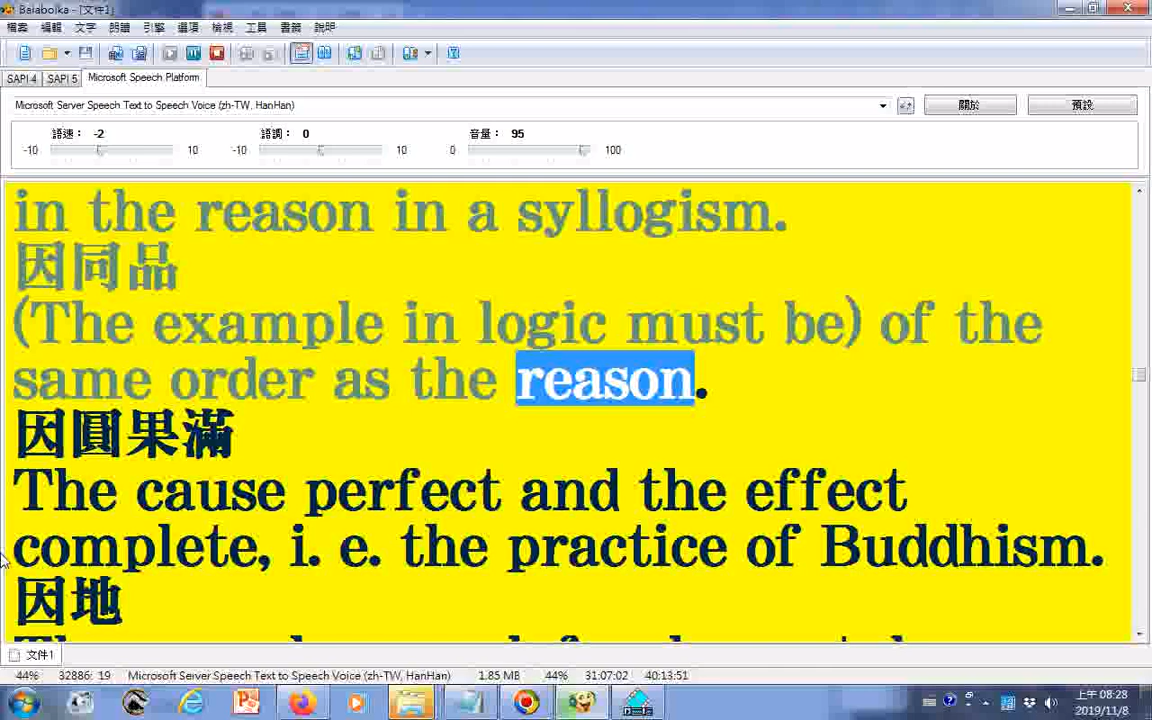 Balabolka - [文件1]
檔案 編輯 文字 朗讀 引擎 選項 檢視 工具 書籤 說明
SAPI 4 SAPI 5 Microsoft Speech Platform
Microsoft Server Speech Text to Speech Voice (zh-TW, HanHan) 關於 預設
語速： -2 語調： 0 音量： 95
-10 10 -10 10 0 100
in the reason in a syllogism.
因同品
(The example in logic must be) of the
same order as the reason.
因圓果滿
The cause perfect and the effect
complete, i. e. the practice of Buddhism.
因地
文件1
44% 32886: 19 Microsoft Server Speech Text to Speech Voice (zh-TW, HanHan) 1.85 MB 44% 31:07:02 40:13:51
上午 08:28
2019/11/8